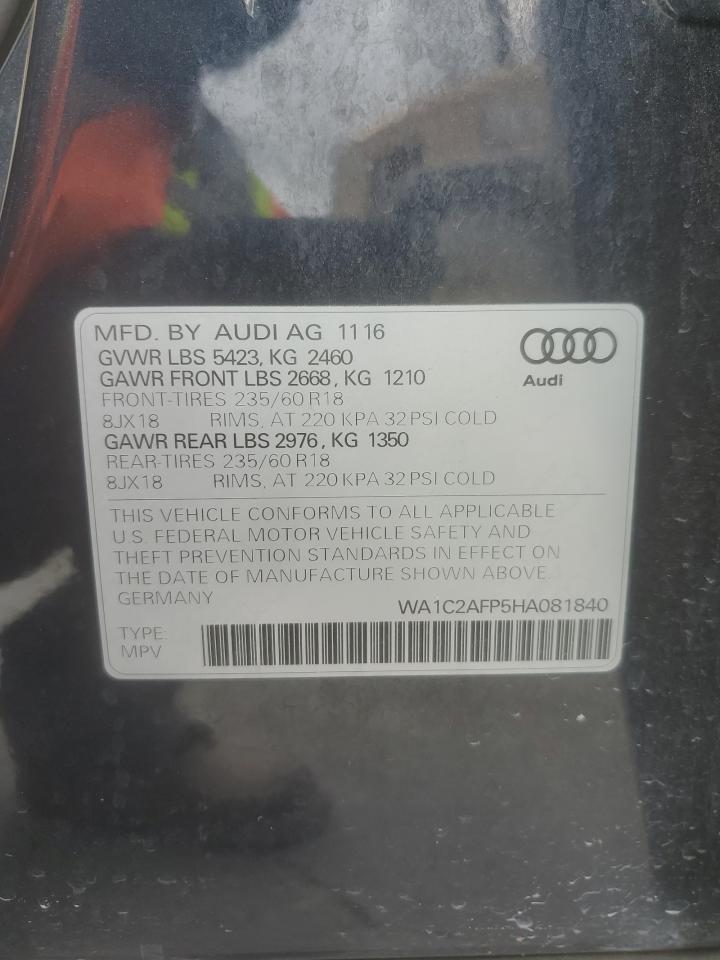 MFD. BY AUDI AG 11 16
GVWR LBS 5423, KG 2460
GAWR FRONT LBS 2668, KG 1210
FRONT-TIRES 235/60 R18
8JX18 RIMS, AT 220 KPA 32 PSI COLD
GAWR REAR LBS 2976, KG 1350
REAR-TIRES 235/60 R18
8JX18 RIMS, AT 220 KPA 32 PSI COLD
Audi
THIS VEHICLE CONFORMS TO ALL APPLICABLE
U.S. FEDERAL MOTOR VEHICLE SAFETY AND
THEFT PREVENTION STANDARDS IN EFFECT ON
THE DATE OF MANUFACTURE SHOWN ABOVE.
GERMANY
WA1C2AFP5HA081840
TYPE:
MPV